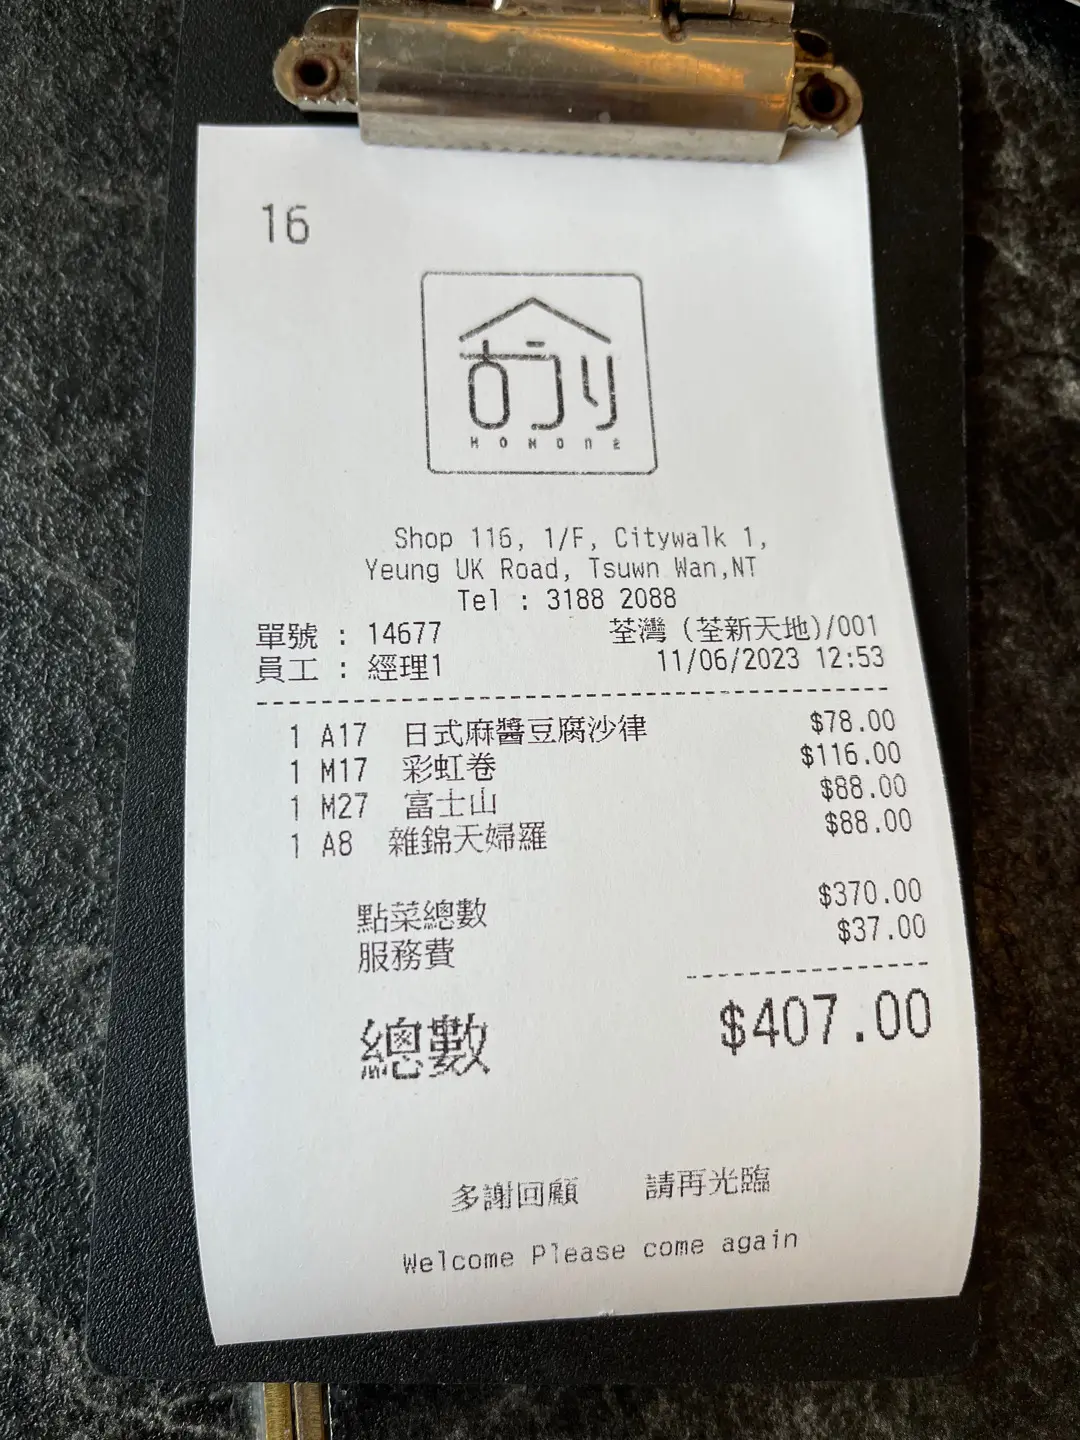 16
KOMONE
Shop 116, 1/F, Citywalk 1,
Yeung UK Road, Tsuwn Wan,NT
Tel : 3188 2088
單號 : 14677 荃灣 (荃新天地)/001
員工 : 經理1 11/06/2023 12:53
1 A17 日式麻醬豆腐沙律 $78.00
1 M17 彩虹卷 $116.00
1 M27 富士山 $88.00
1 A8 雜錦天婦羅 $88.00
點菜總數 $370.00
服務費 $37.00
總數 $407.00
多謝回顧 請再光臨
Welcome Please come again